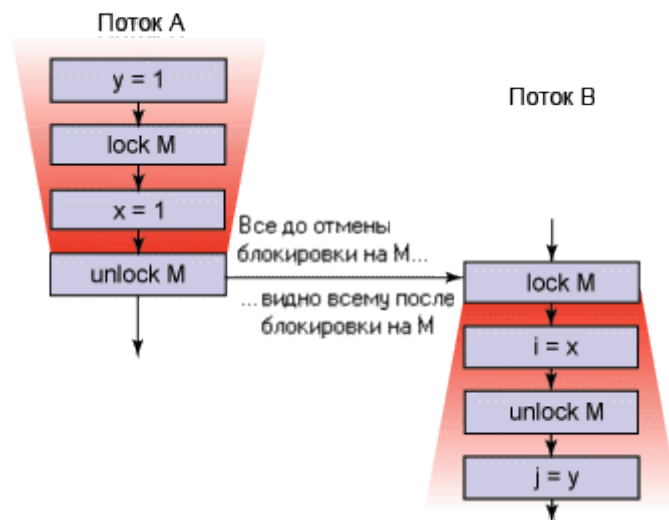 Поток А
y = 1
lock M
x = 1
unlock M
Все до отмены
блокировки на М...
...видно всему после
блокировки на М
Поток В
lock M
i = x
unlock M
j = y